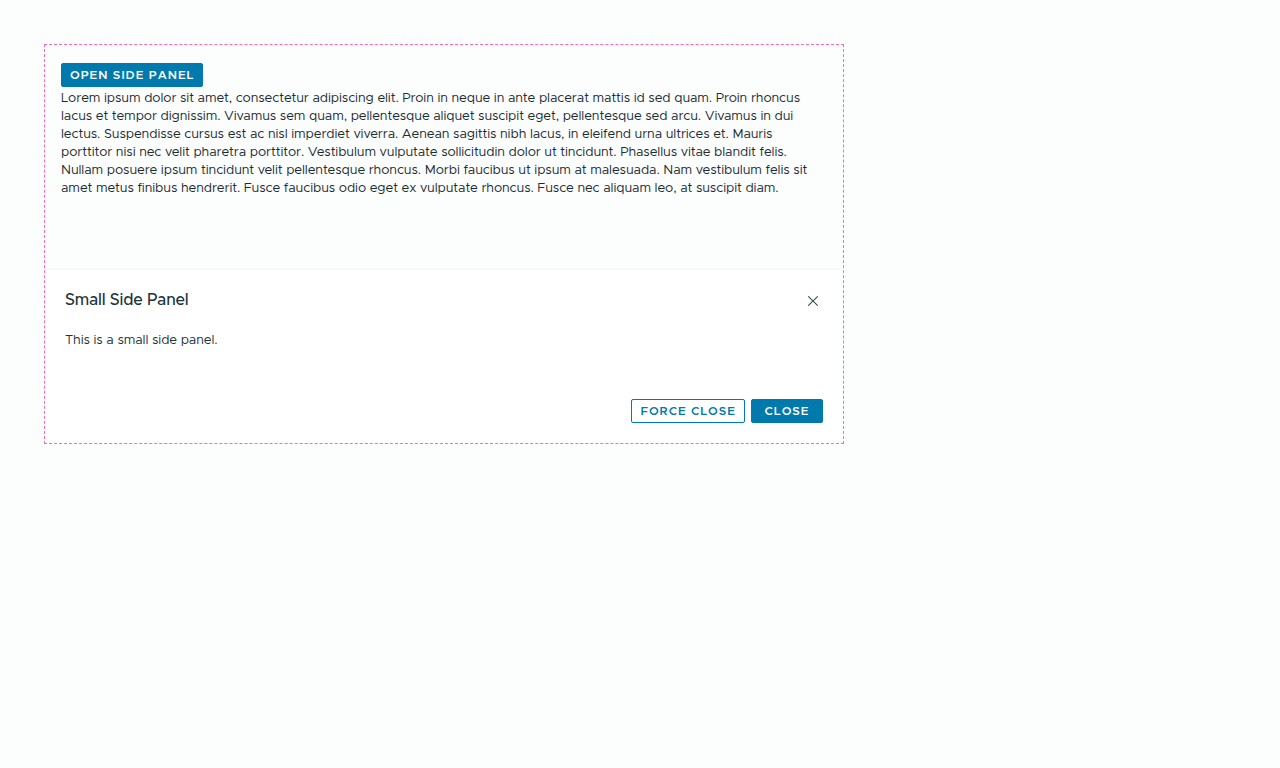 OPEN SIDE PANEL
Lorem ipsum dolor sit amet, consectetur adipiscing elit. Proin in neque in ante placerat mattis id sed quam. Proin rhoncus
lacus et tempor dignissim. Vivamus sem quam, pellentesque aliquet suscipit eget, pellentesque sed arcu. Vivamus in dui
lectus. Suspendisse cursus est ac nisl imperdiet viverra. Aenean sagittis nibh lacus, in eleifend urna ultrices et. Mauris
porttitor nisi nec velit pharetra porttitor. Vestibulum vulputate sollicitudin dolor ut tincidunt. Phasellus vitae blandit felis.
Nullam posuere ipsum tincidunt velit pellentesque rhoncus. Morbi faucibus ut ipsum at malesuada. Nam vestibulum felis sit
amet metus finibus hendrerit. Fusce faucibus odio eget ex vulputate rhoncus. Fusce nec aliquam leo, at suscipit diam.
Small Side Panel
This is a small side panel.
FORCE CLOSE CLOSE